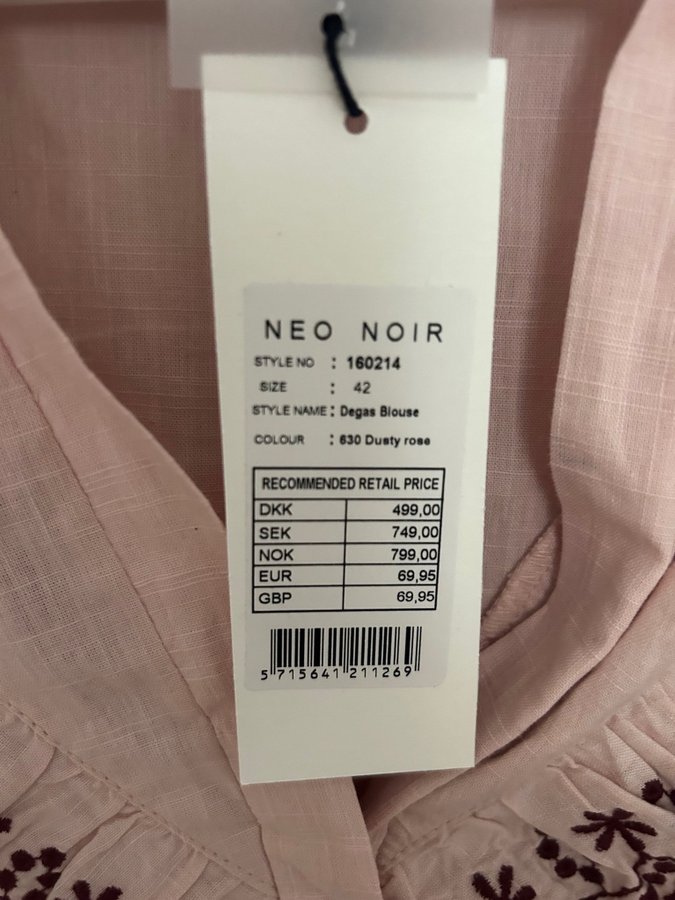 NEO NOIR
STYLE NO : 160214
SIZE : 42
STYLE NAME : Degas Blouse
COLOUR : 630 Dusty rose
RECOMMENDED RETAIL PRICE
DKK 499,00
SEK 749,00
NOK 799,00
EUR 69,95
GBP 69,95
5 715641 211269